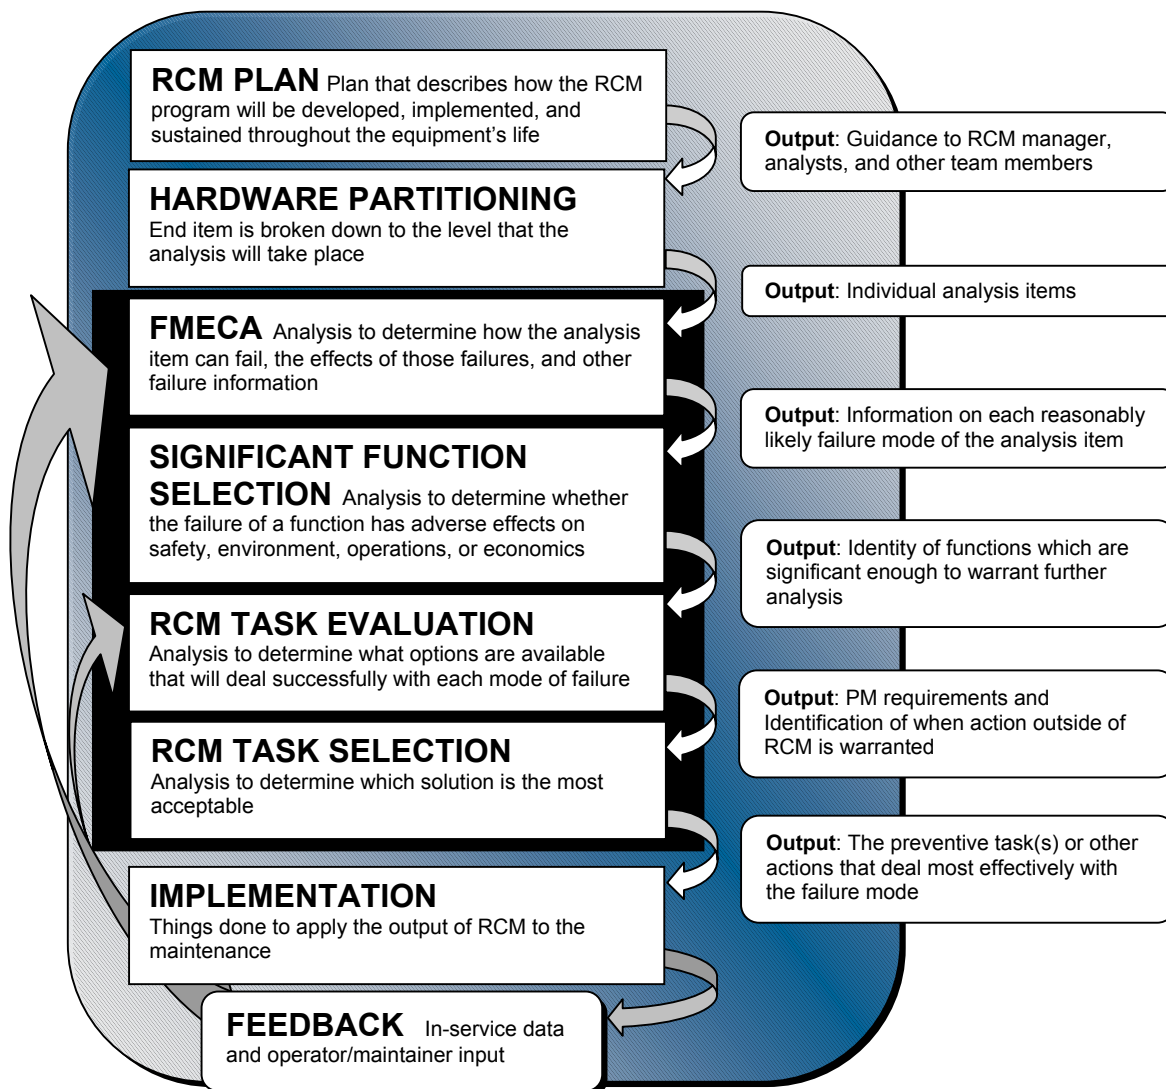 RCM PLAN Plan that describes how the RCM
program will be developed, implemented, and
sustained throughout the equipment's life
Output: Guidance to RCM manager,
analysts, and other team members
HARDWARE PARTITIONING
End item is broken down to the level that the
analysis will take place
Output: Individual analysis items
FMECA Analysis to determine how the analysis
item can fail, the effects of those failures, and other
failure information
Output: Information on each reasonably
likely failure mode of the analysis item
SIGNIFICANT FUNCTION
SELECTION Analysis to determine whether
the failure of a function has adverse effects on
safety, environment, operations, or economics
Output: Identity of functions which are
significant enough to warrant further
analysis
RCM TASK EVALUATION
Analysis to determine what options are available
that will deal successfully with each mode of failure
Output: PM requirements and
Identification of when action outside of
RCM is warranted
RCM TASK SELECTION
Analysis to determine which solution is the most
acceptable
Output: The preventive task(s) or other
actions that deal most effectively with
the failure mode
IMPLEMENTATION
Things done to apply the output of RCM to the
maintenance
FEEDBACK In-service data
and operator/maintainer input